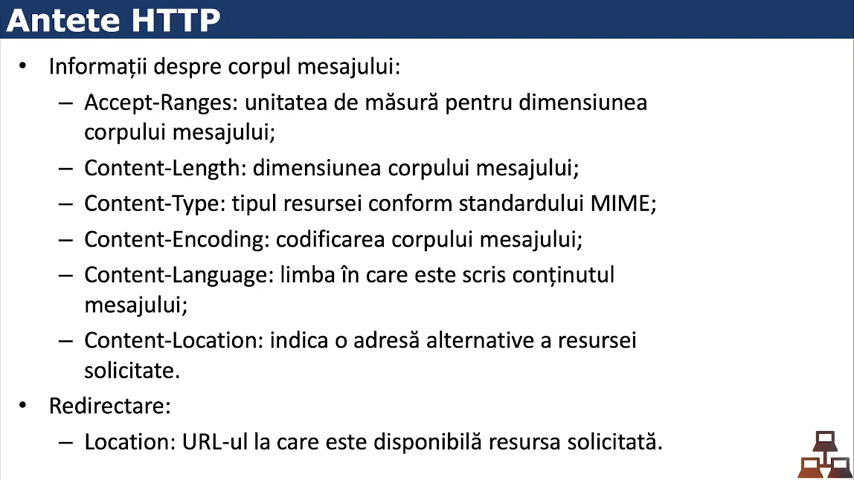 Antete HTTP
• Informații despre corpul mesajului:
– Accept-Ranges: unitatea de măsură pentru dimensiunea
corpului mesajului;
– Content-Length: dimensiunea corpului mesajului;
– Content-Type: tipul resursei conform standardului MIME;
– Content-Encoding: codificarea corpului mesajului;
– Content-Language: limba în care este scris conținutul
mesajului;
– Content-Location: indica o adresă alternative a resursei
solicitate.
• Redirectare:
– Location: URL-ul la care este disponibilă resursa solicitată.